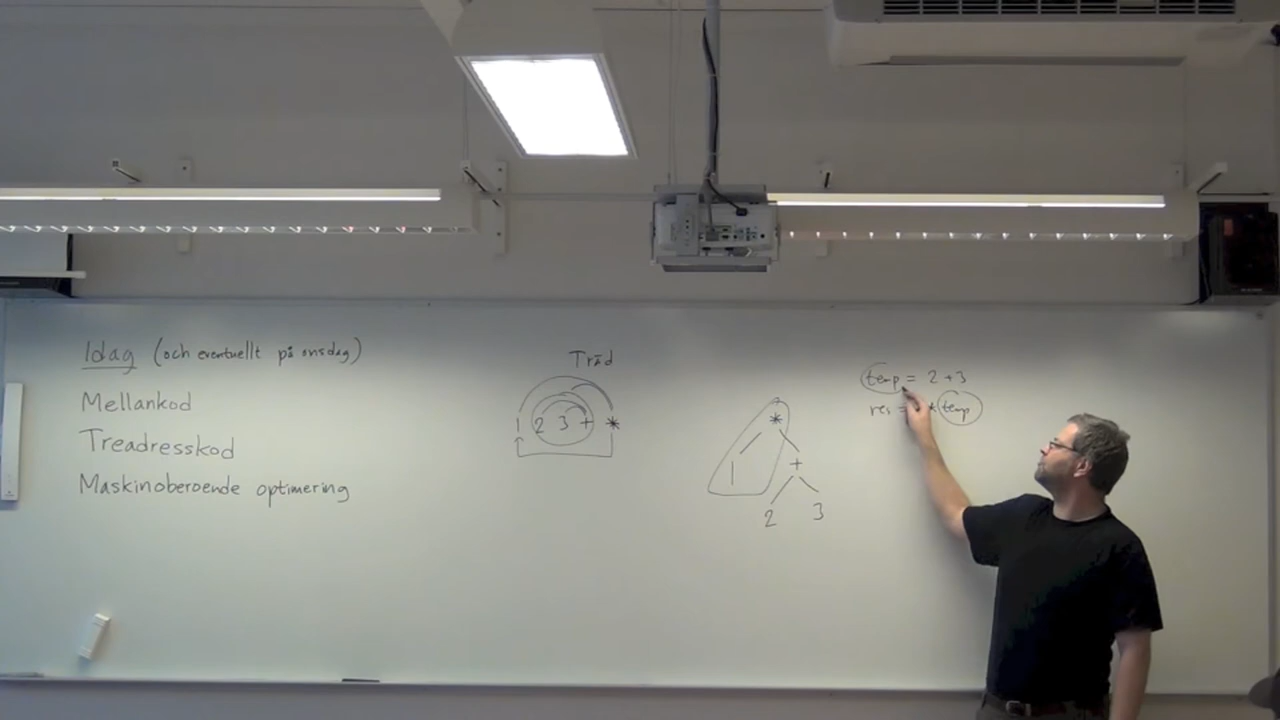 Idag (och eventuellt på onsdag)
Mellankod
Treadresskod
Maskinoberoende optimering
Träd
1 2 3 + *
*
1 +
2 3
temp = 2 + 3
res = * temp